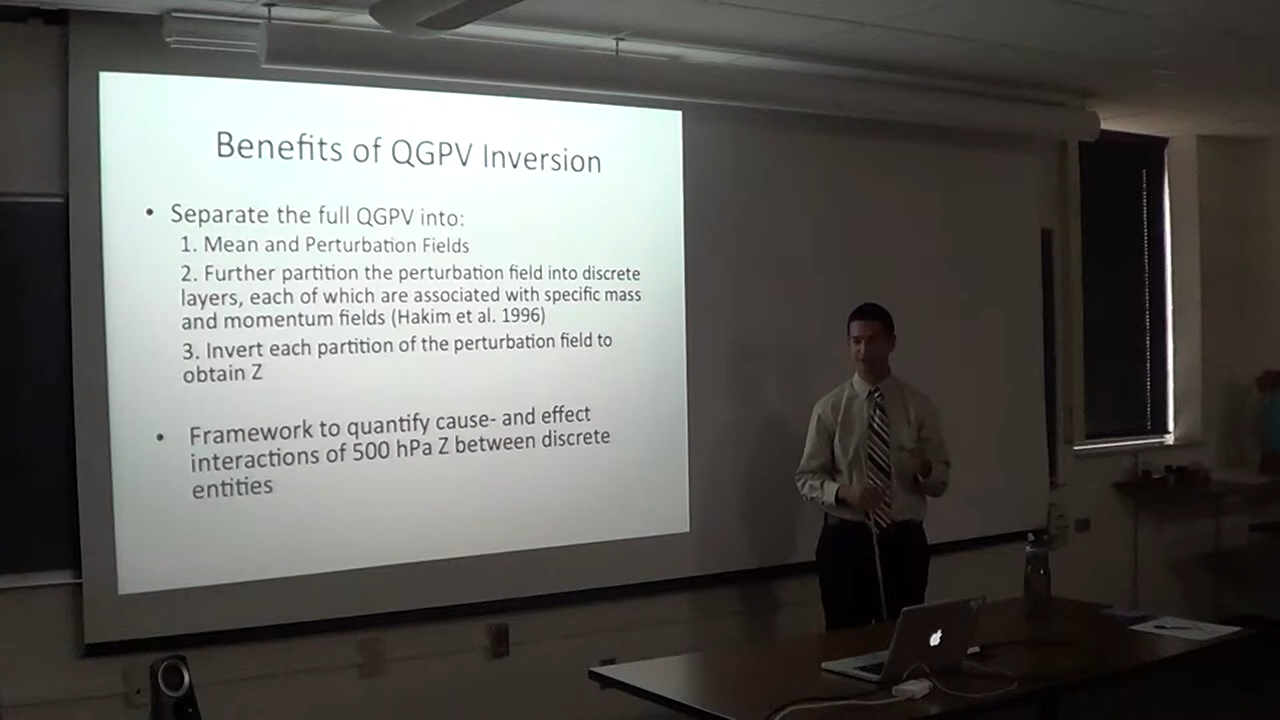 Benefits of QGPV Inversion
• Separate the full QGPV into:
1. Mean and Perturbation Fields
2. Further partition the perturbation field into discrete
layers, each of which are associated with specific mass
and momentum fields (Hakim et al. 1996)
3. Invert each partition of the perturbation field to
obtain Z
• Framework to quantify cause- and effect
interactions of 500 hPa Z between discrete
entities